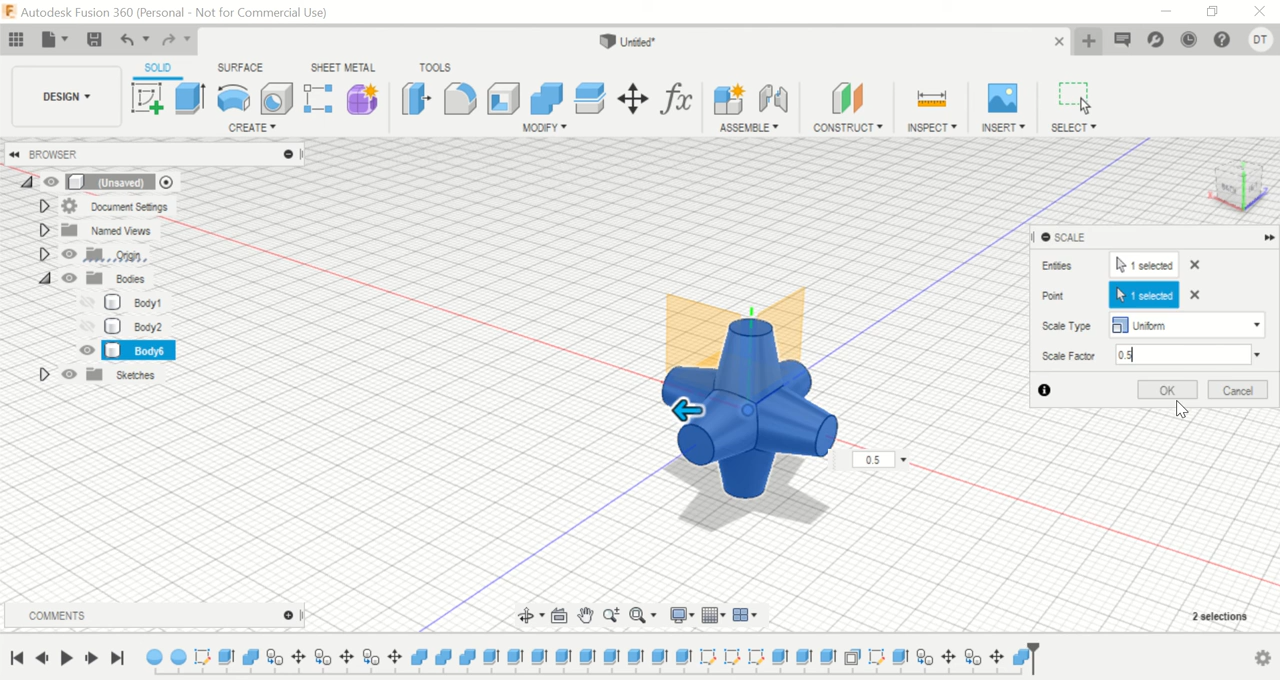 Autodesk Fusion 360 (Personal - Not for Commercial Use)
Untitled*
DT
DESIGN
SOLID SURFACE SHEET METAL TOOLS
CREATE MODIFY ASSEMBLE CONSTRUCT INSPECT INSERT SELECT
BROWSER
(Unsaved)
Document Settings
Named Views
Origin
Bodies
Body1
Body2
Body6
Sketches
BACK
SCALE
Entities 1 selected
Point 1 selected
Scale Type Uniform
Scale Factor 0.5
OK Cancel
0.5
COMMENTS
2 selections